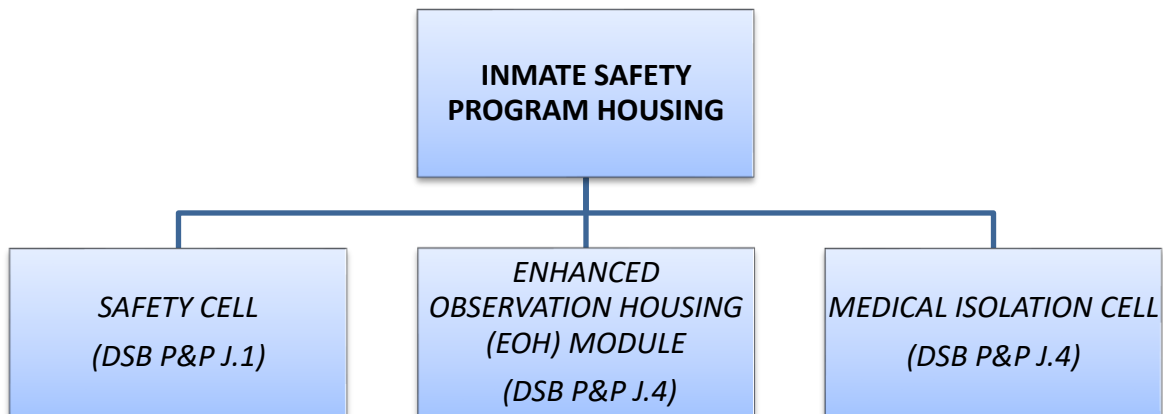 INMATE SAFETY
PROGRAM HOUSING
SAFETY CELL
(DSB P&P J.1)
ENHANCED
OBSERVATION HOUSING
(EOH) MODULE
(DSB P&P J.4)
MEDICAL ISOLATION CELL
(DSB P&P J.4)